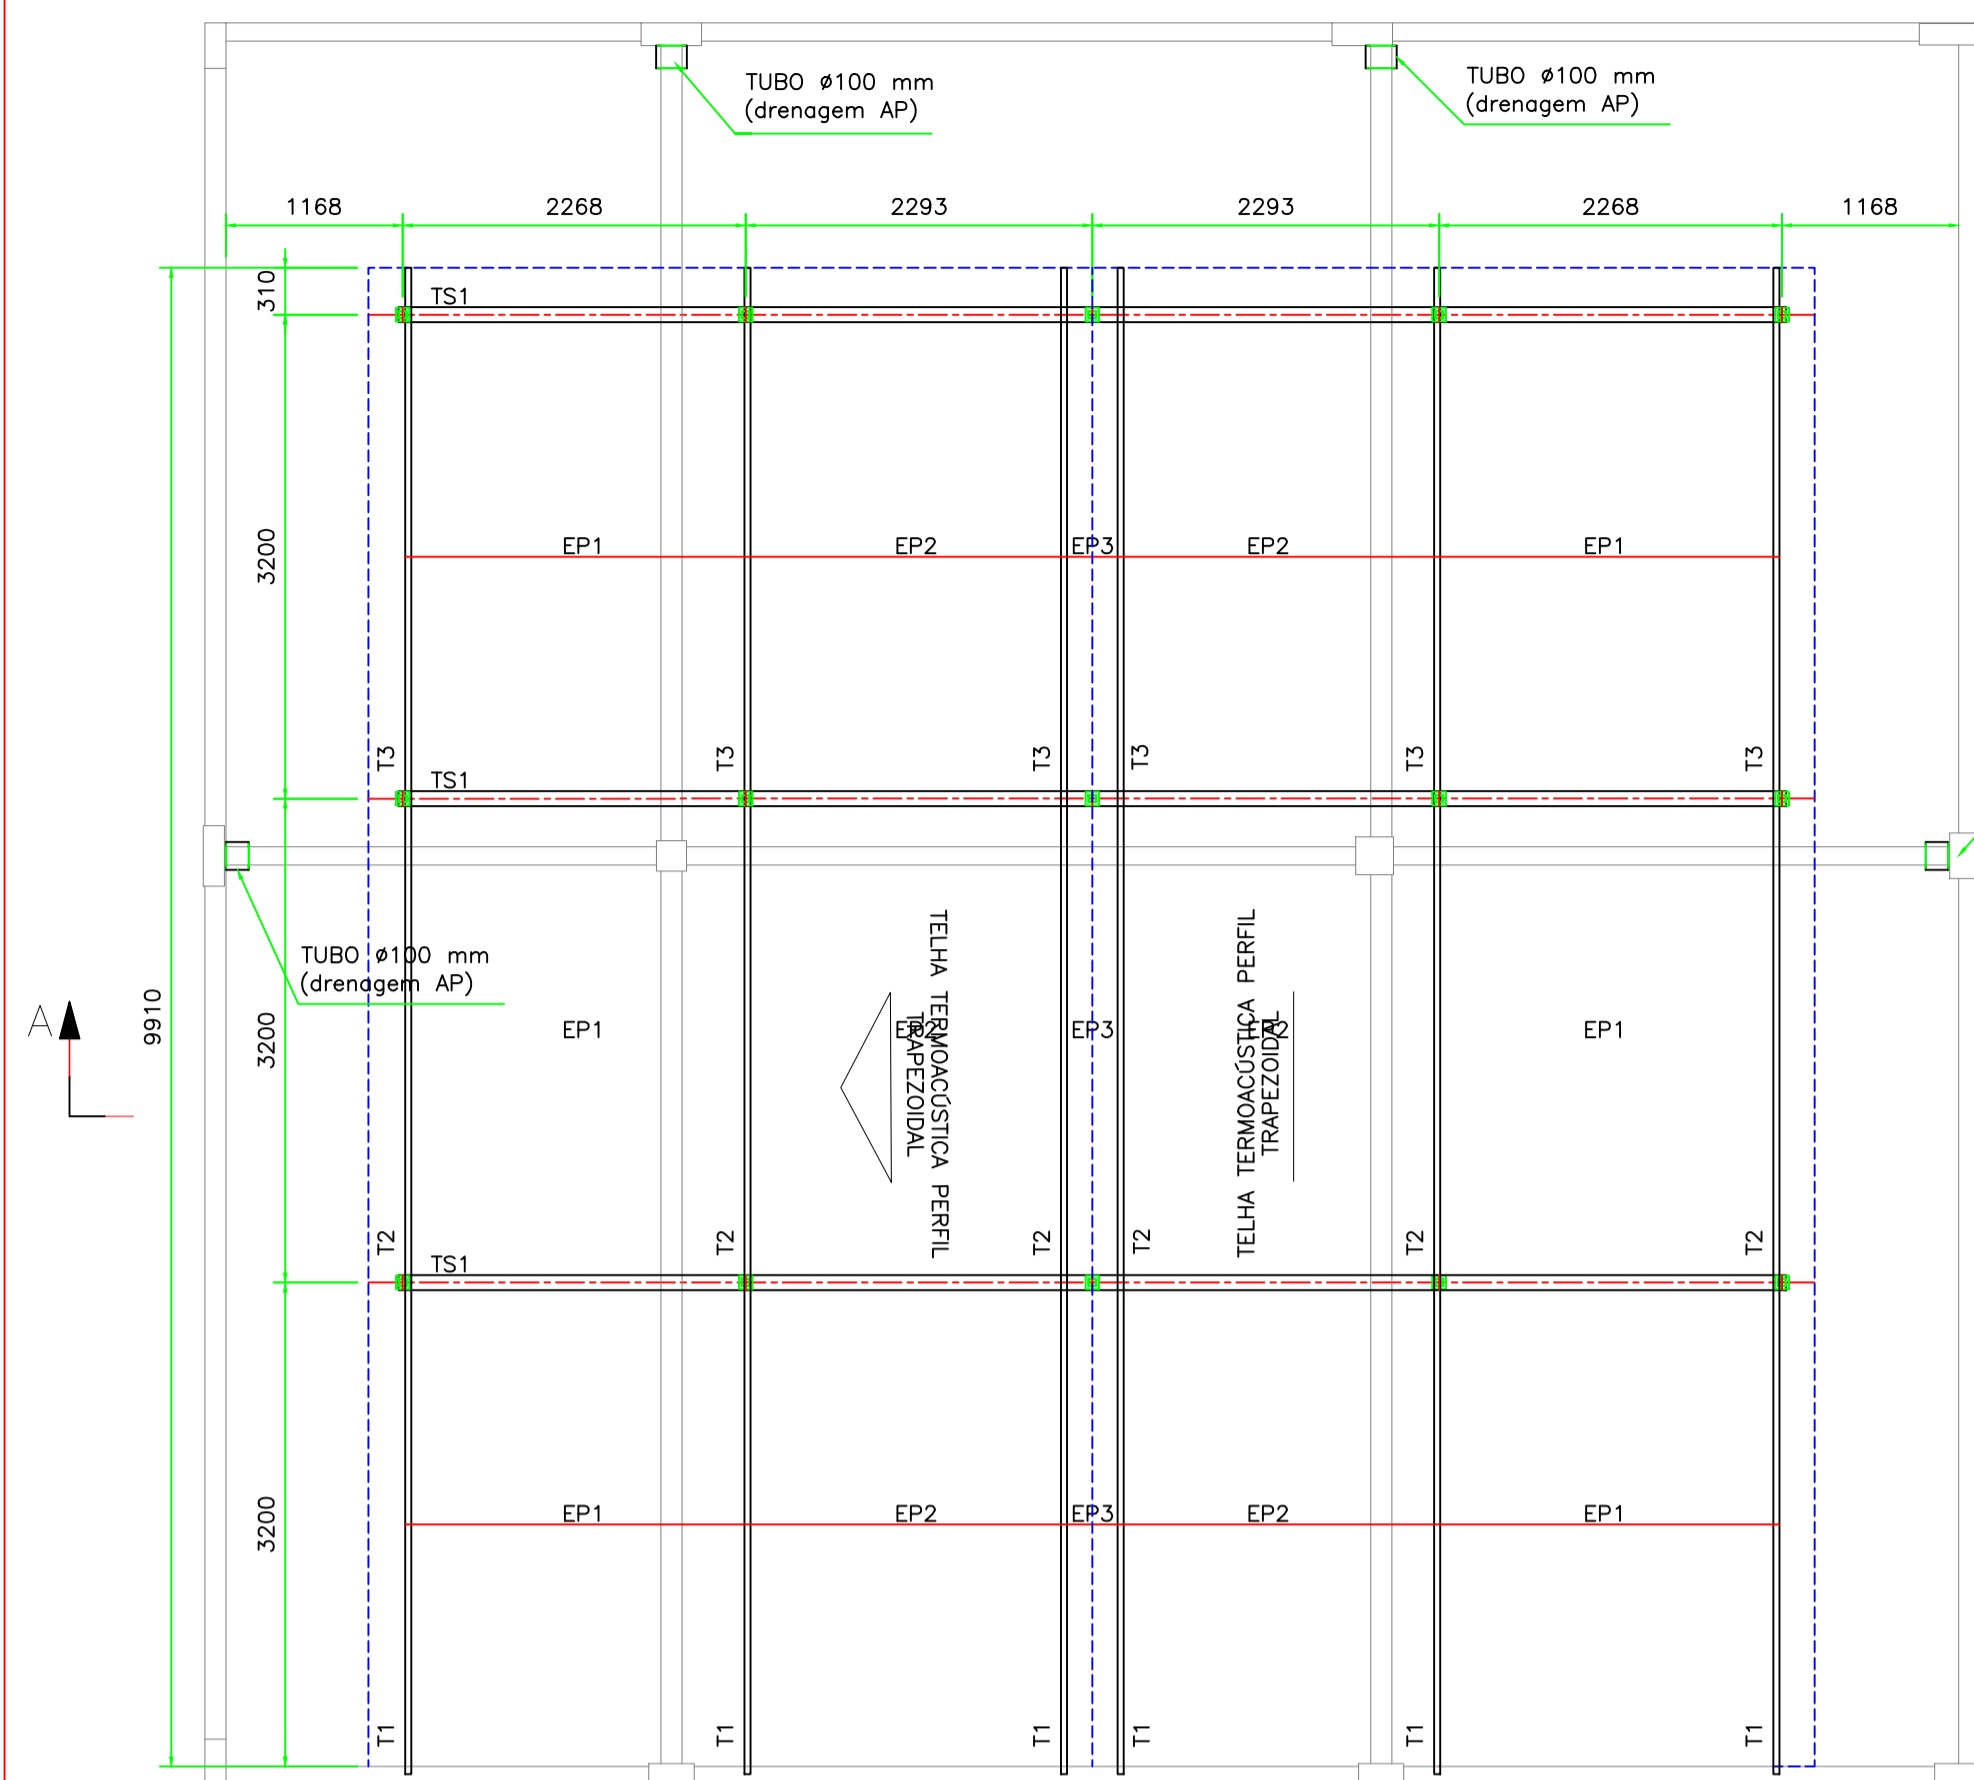 TUBO ø100 mm
(drenagem AP)
TUBO ø100 mm
(drenagem AP)
1168
2268
2293
2293
2268
1168
310
TS1
3200
EP1
EP2
EP3
EP2
EP1
T3
T3
T3
T3
T3
T3
TS1
TUBO ø100 mm
(drenagem AP)
A
9910
3200
EP1
EP2
EP3
EP2
EP1
TELHA TERMOACÚSTICA PERFIL
TRAPEZOIDAL
TELHA TERMOACÚSTICA PERFIL
TRAPEZOIDAL
T2
T2
T2
T2
T2
T2
TS1
3200
EP1
EP2
EP3
EP2
EP1
T1
T1
T1
T1
T1
T1